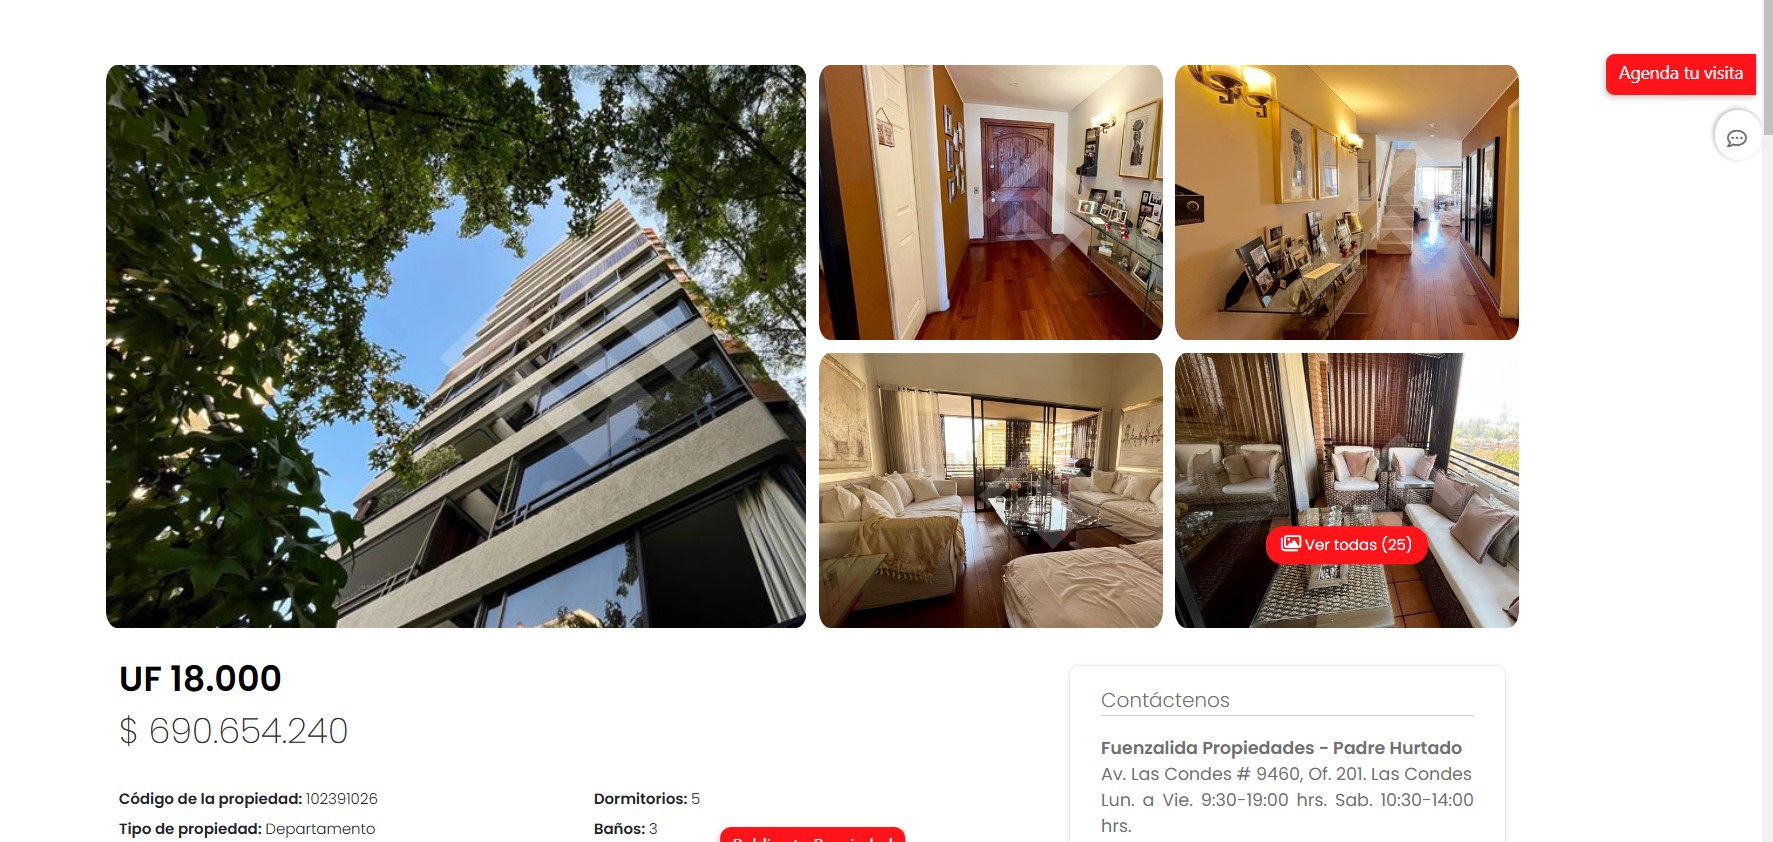 Agenda tu visita
Ver todas (25)
UF 18.000
$ 690.654.240
Código de la propiedad: 102391026
Tipo de propiedad: Departamento
Dormitorios: 5
Baños: 3
Contáctenos
Fuenzalida Propiedades - Padre Hurtado
Av. Las Condes # 9460, Of. 201. Las Condes
Lun. a Vie. 9:30-19:00 hrs. Sab. 10:30-14:00
hrs.